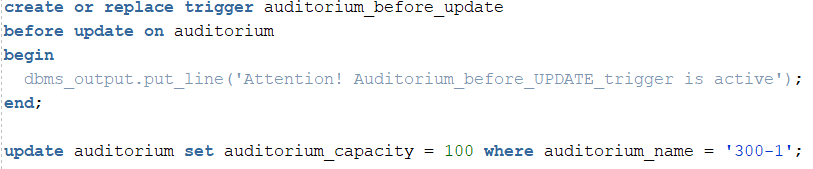 create or replace trigger auditorium_before_update
before update on auditorium
begin
  dbms_output.put_line('Attention! Auditorium_before_UPDATE_trigger is active');
end;

update auditorium set auditorium_capacity = 100 where auditorium_name = '300-1';